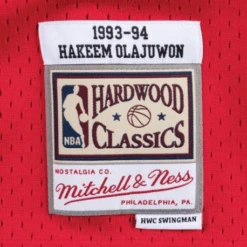 1993-94
HAKEEM OLAJUWON
HARDWOOD
NBA
CLASSICS
NOSTALGIA CO.
Mitchell & Ness
PHILADELPHIA, PA.
HWC SWINGMAN